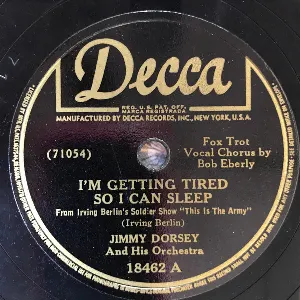 Decca
REG. U.S. PAT. OFF.
MARCA REGISTRADA
MANUFACTURED BY DECCA RECORDS, INC., NEW YORK, U.S.A.
(71054)
Fox Trot
Vocal Chorus by
Bob Eberly
I'M GETTING TIRED
SO I CAN SLEEP
From Irving Berlin's Soldier Show "This Is The Army"
(Irving Berlin)
JIMMY DORSEY
And His Orchestra
18462 A